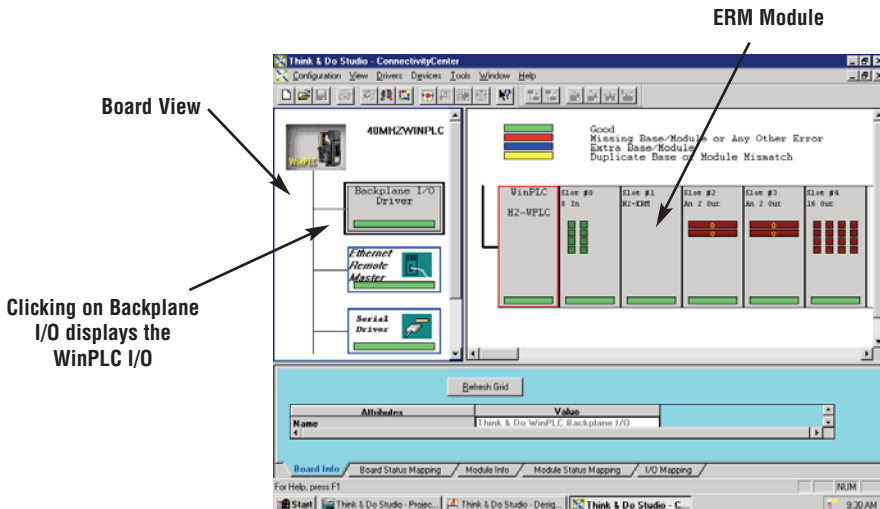 ERM Module
Board View
Clicking on Backplane
I/O displays the
WinPLC I/O
Think & Do Studio - ConnectivityCenter
Configuration View Drivers Devices Tools Window Help
40MHZWINPLC
WinPLC
Backplane I/O
Driver
Ethernet
Remote
Master
Serial
Driver
Good
Missing Base/Module or Any Other Error
Extra Base/Module
Duplicate Base or Module Mismatch
WinPLC
H2-WPLC
Slot #0
8 In
Slot #1
H2-ERM
Slot #2
An 2 Out
Slot #3
An 2 Out
Slot #4
16 Out
Refresh Grid
Attributes Value
Name Think & Do WinPLC Backplane I/O
Board Info Board Status Mapping Module Info Module Status Mapping I/O Mapping
For Help, press F1 NUM
Start Think & Do Studio - Projec... Think & Do Studio - Desig... Think & Do Studio - C... 9:30 AM